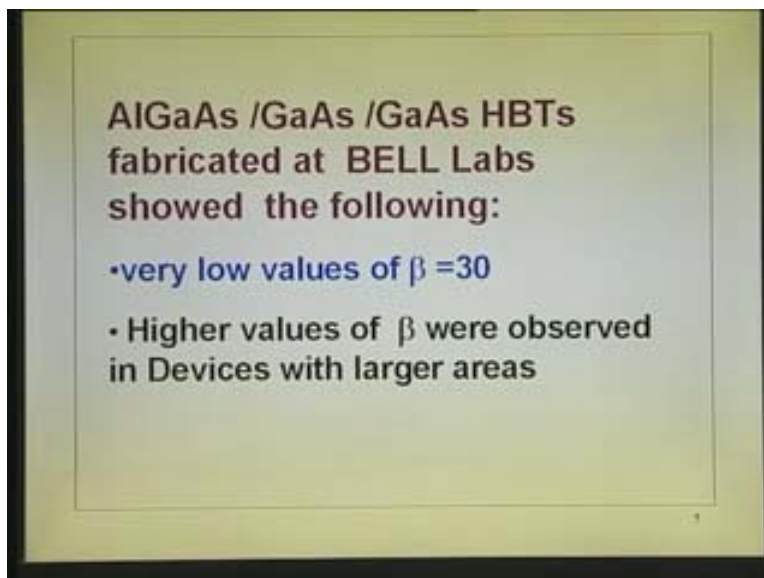 AlGaAs /GaAs /GaAs HBTs
fabricated at BELL Labs
showed the following:
•very low values of β =30
• Higher values of β were observed
in Devices with larger areas
1